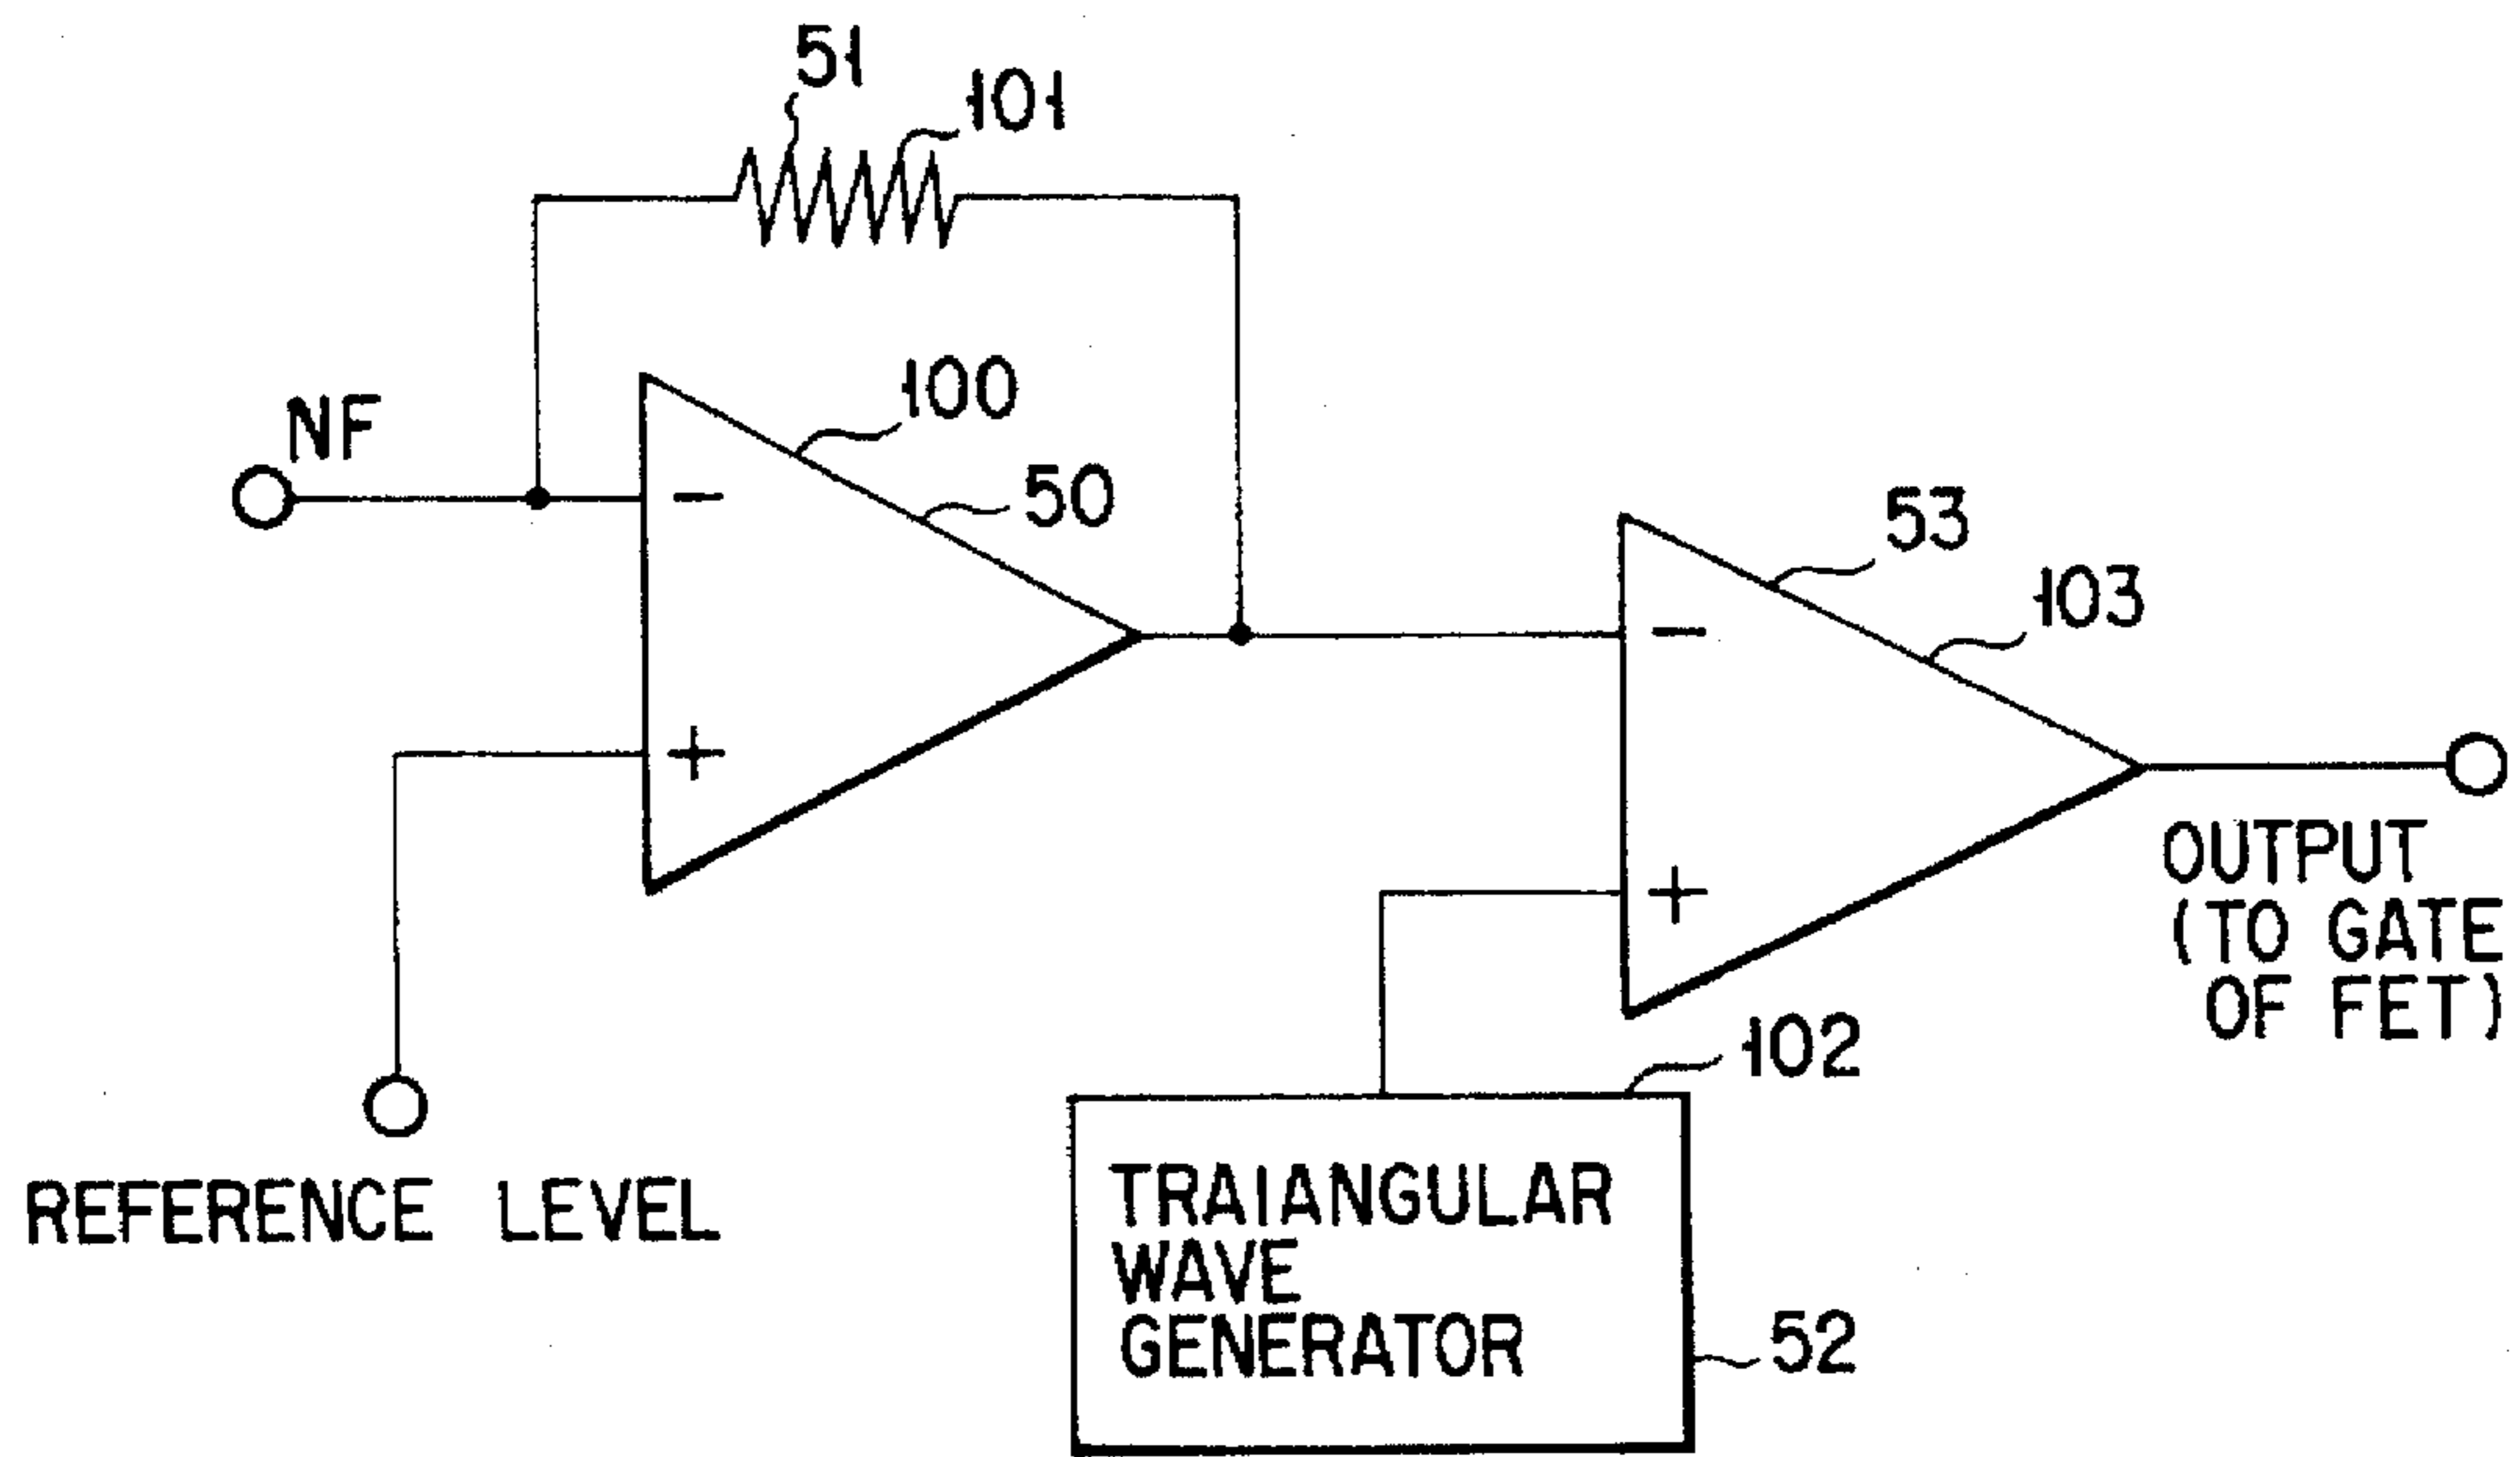 51
101
NF
100
50
53
103
-
+
-
+
OUTPUT
(TO GATE
OF FET)
REFERENCE LEVEL
102
TRAIANGULAR
WAVE
GENERATOR
52